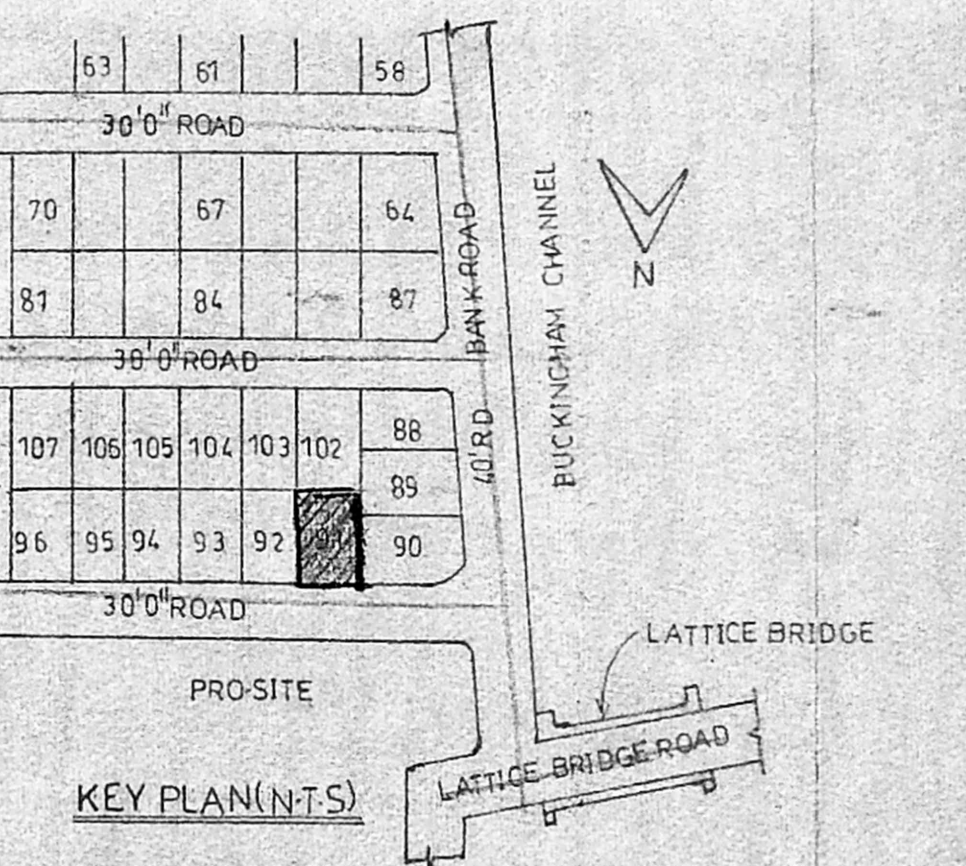 63 61 58
30'0" ROAD
70 67 64
81 84 87
BANK ROAD
30'0" ROAD
107 106 105 104 103 102 88
89
96 95 94 93 92 91 90
40' RD
30'0" ROAD
BUCKINGHAM CHANNEL
N
LATTICE BRIDGE
PRO-SITE
LATTICE BRIDGE ROAD
KEY PLAN(N·T·S)